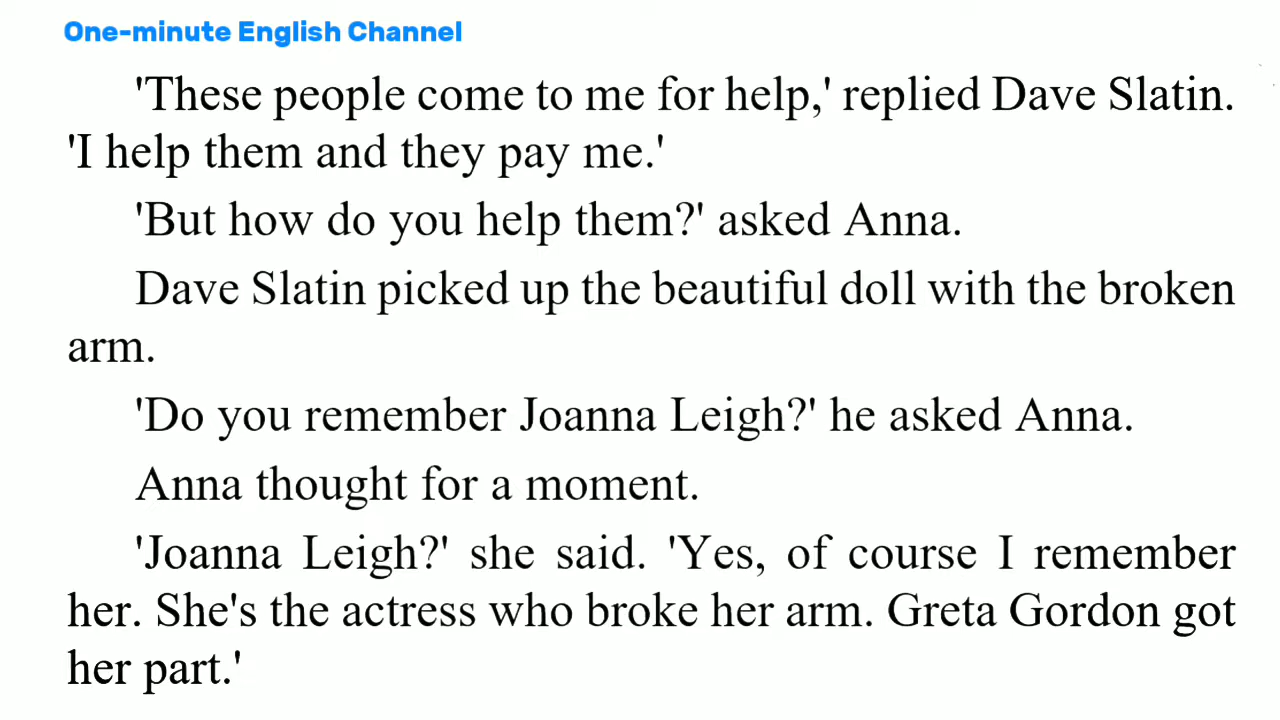 One-minute English Channel
'These people come to me for help,' replied Dave Slatin.
'I help them and they pay me.'
'But how do you help them?' asked Anna.
Dave Slatin picked up the beautiful doll with the broken
arm.
'Do you remember Joanna Leigh?' he asked Anna.
Anna thought for a moment.
'Joanna Leigh?' she said. 'Yes, of course I remember
her. She's the actress who broke her arm. Greta Gordon got
her part.'